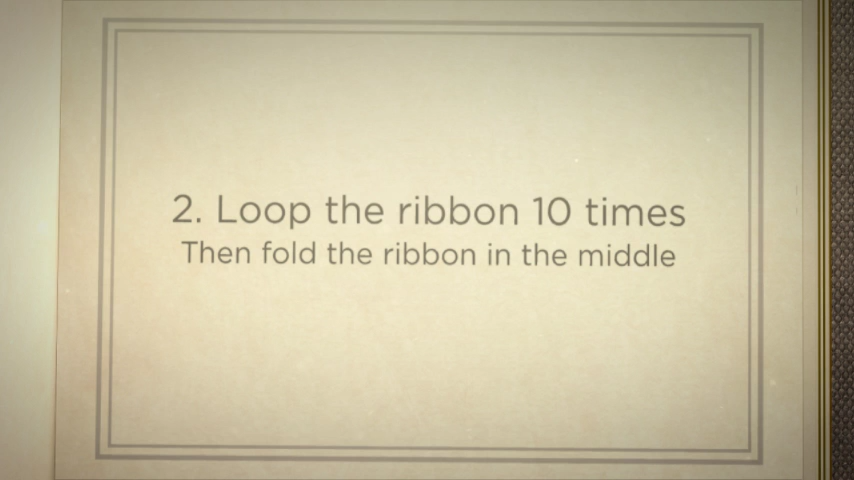 2. Loop the ribbon 10 times
Then fold the ribbon in the middle